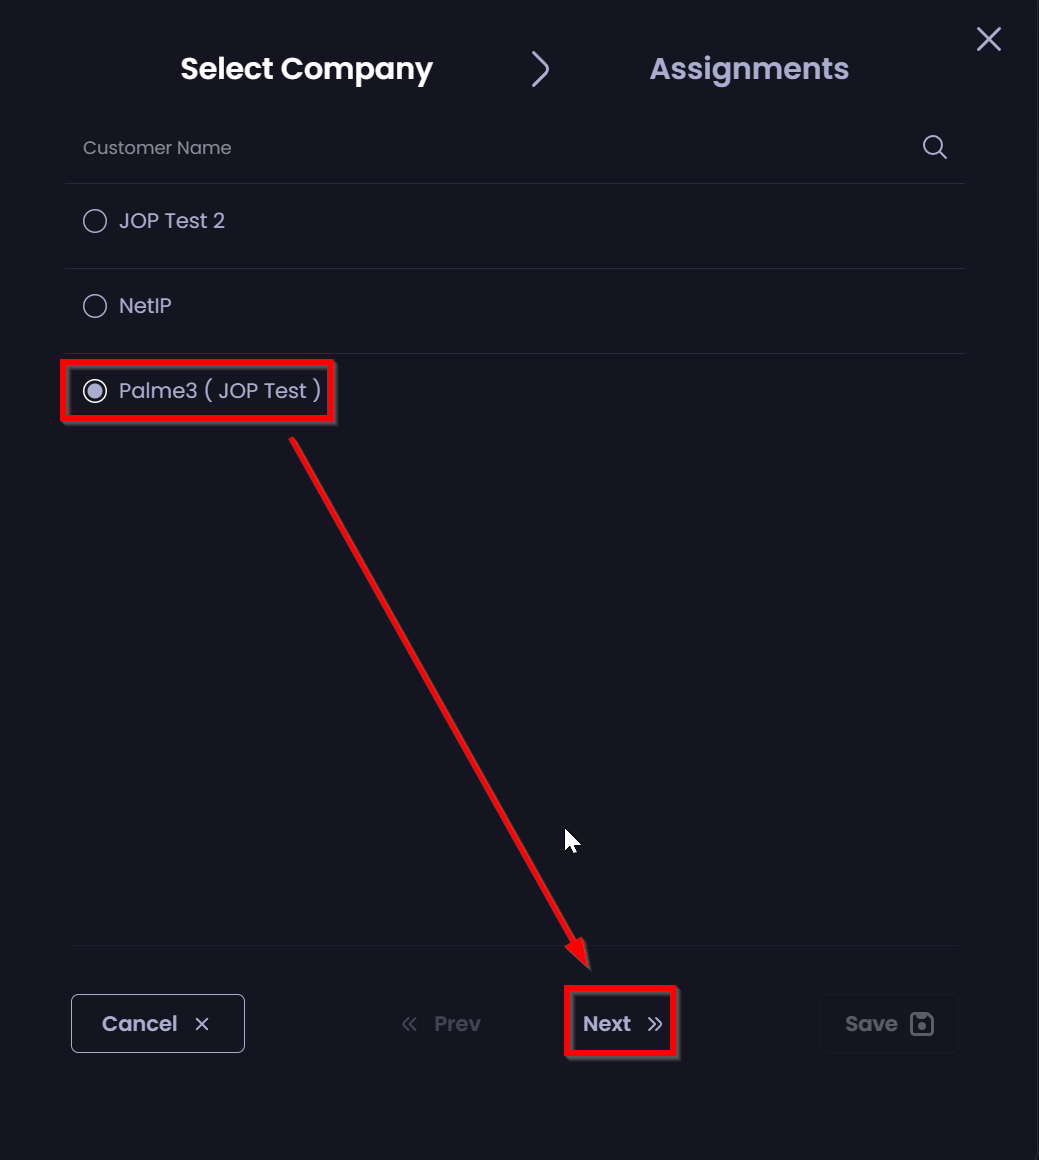 Select Company
Assignments
Customer Name
JOP Test 2
NetIP
Palme3 ( JOP Test )
Cancel
Prev
Next
Save